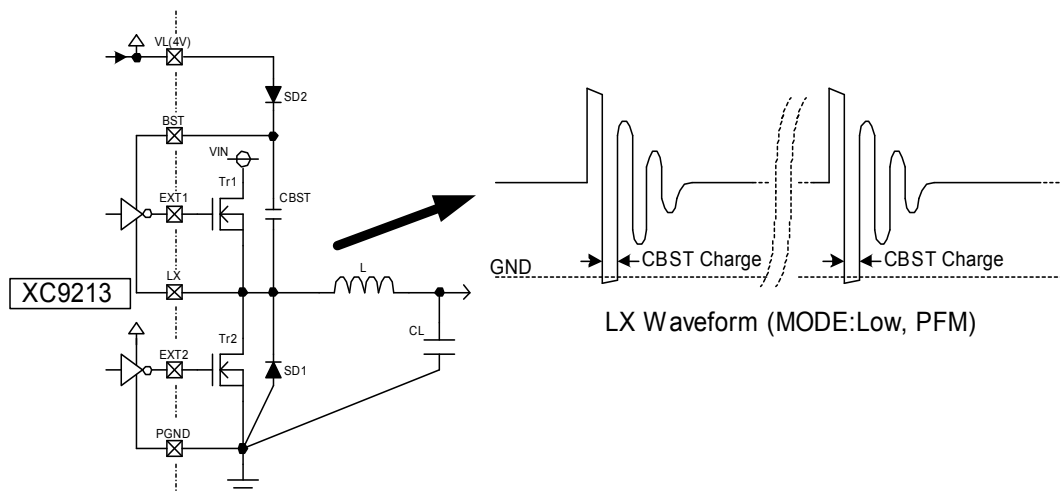 VL(4V)
SD2
BST
VIN
Tr1
EXT1
CBST
LX
L
XC9213
Tr2
CL
EXT2
SD1
PGND
CBST Charge
CBST Charge
GND
LX Waveform (MODE:Low, PFM)